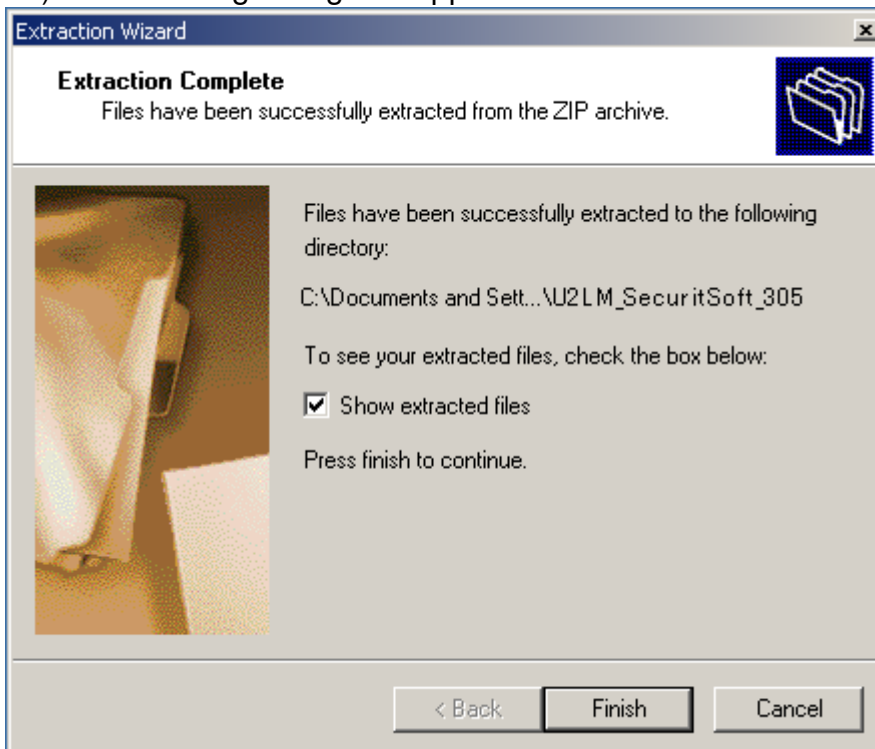 Extraction Wizard
Extraction Complete
Files have been successfully extracted from the ZIP archive.
Files have been successfully extracted to the following
directory:
C:\Documents and Sett...\U2LM_SecuritSoft_305
To see your extracted files, check the box below:
Show extracted files
Press finish to continue.
< Back Finish Cancel